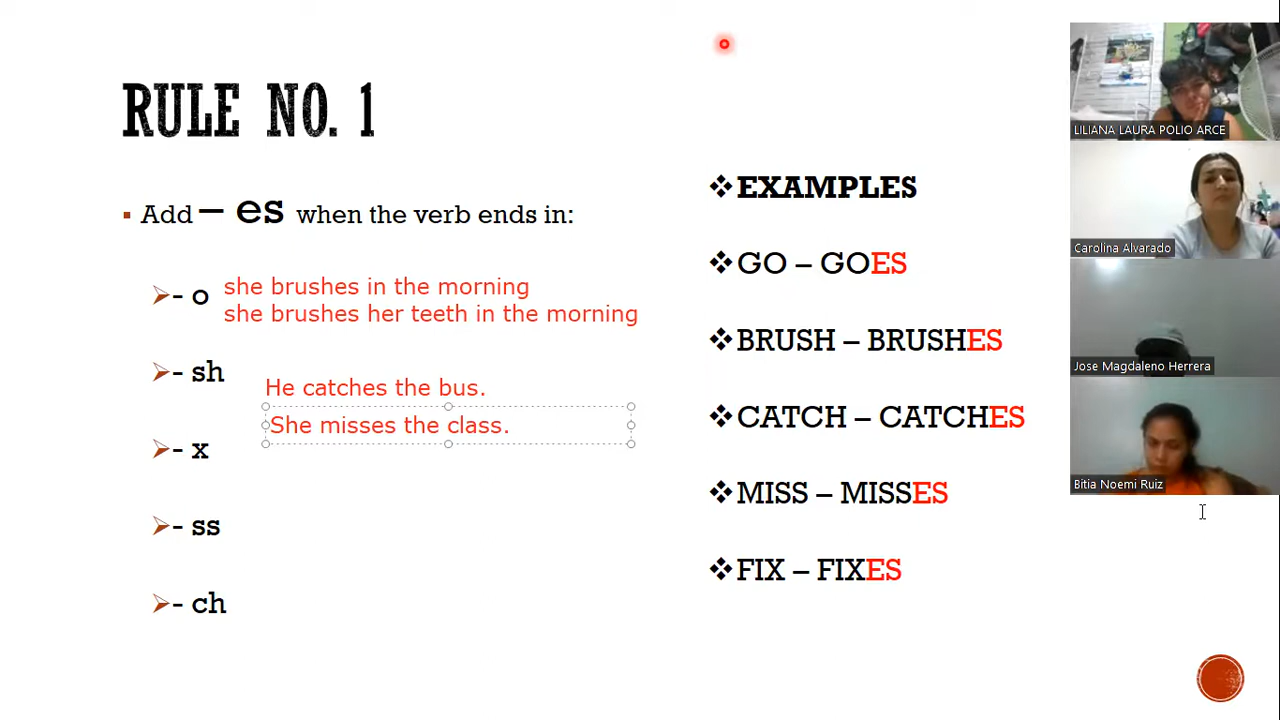 RULE NO. 1
▪ Add – es when the verb ends in:
➢- o
she brushes in the morning
she brushes her teeth in the morning
➢- sh
He catches the bus.
She misses the class.
➢- x
➢- ss
➢- ch
❖EXAMPLES
❖GO – GOES
❖BRUSH – BRUSHES
❖CATCH – CATCHES
❖MISS – MISSES
❖FIX – FIXES
LILIANA LAURA POLIO ARCE
Carolina Alvarado
Jose Magdaleno Herrera
Bitia Noemi Ruiz